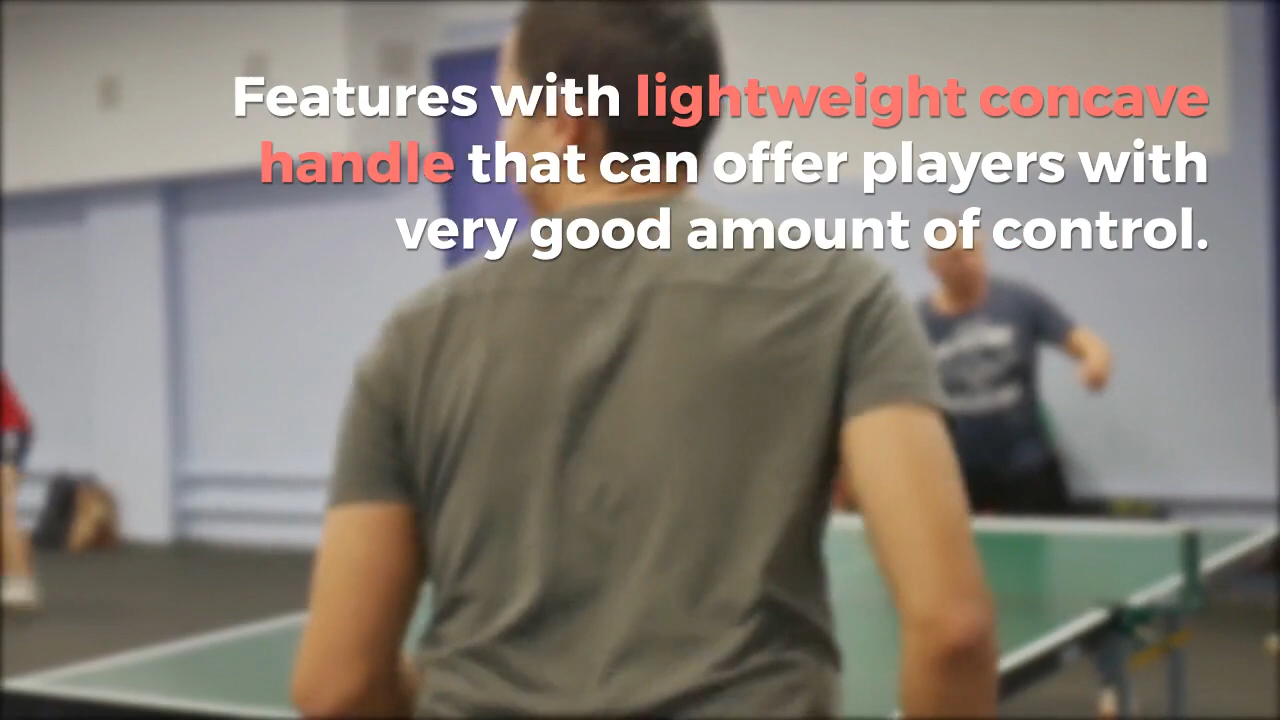 Features with lightweight concave
handle that can offer players with
very good amount of control.